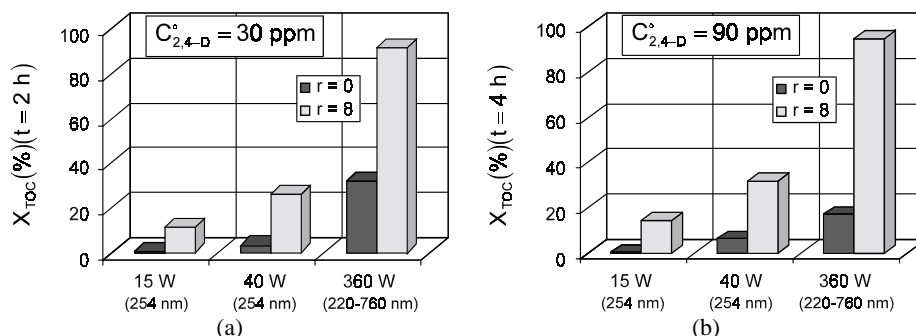 C°2,4-D = 30 ppm
X TOC (%)(t = 2 h)
100
80
60
40
20
0
r = 0
r = 8
15 W
(254 nm)
40 W
(254 nm)
360 W
(220-760 nm)
(a)
C°2,4-D = 90 ppm
X TOC (%)(t = 4 h)
100
80
60
40
20
0
r = 0
r = 8
15 W
(254 nm)
40 W
(254 nm)
360 W
(220-760 nm)
(b)